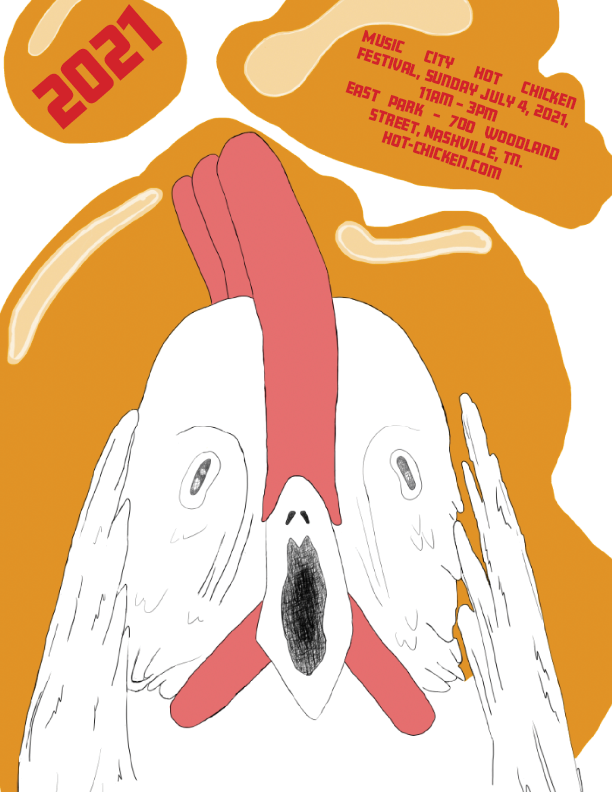 2021
MUSIC CITY HOT CHICKEN
FESTIVAL, SUNDAY JULY 4, 2021,
11AM - 3PM
EAST PARK - 700 WOODLAND
STREET, NASHVILLE, TN.
HOT-CHICKEN.COM